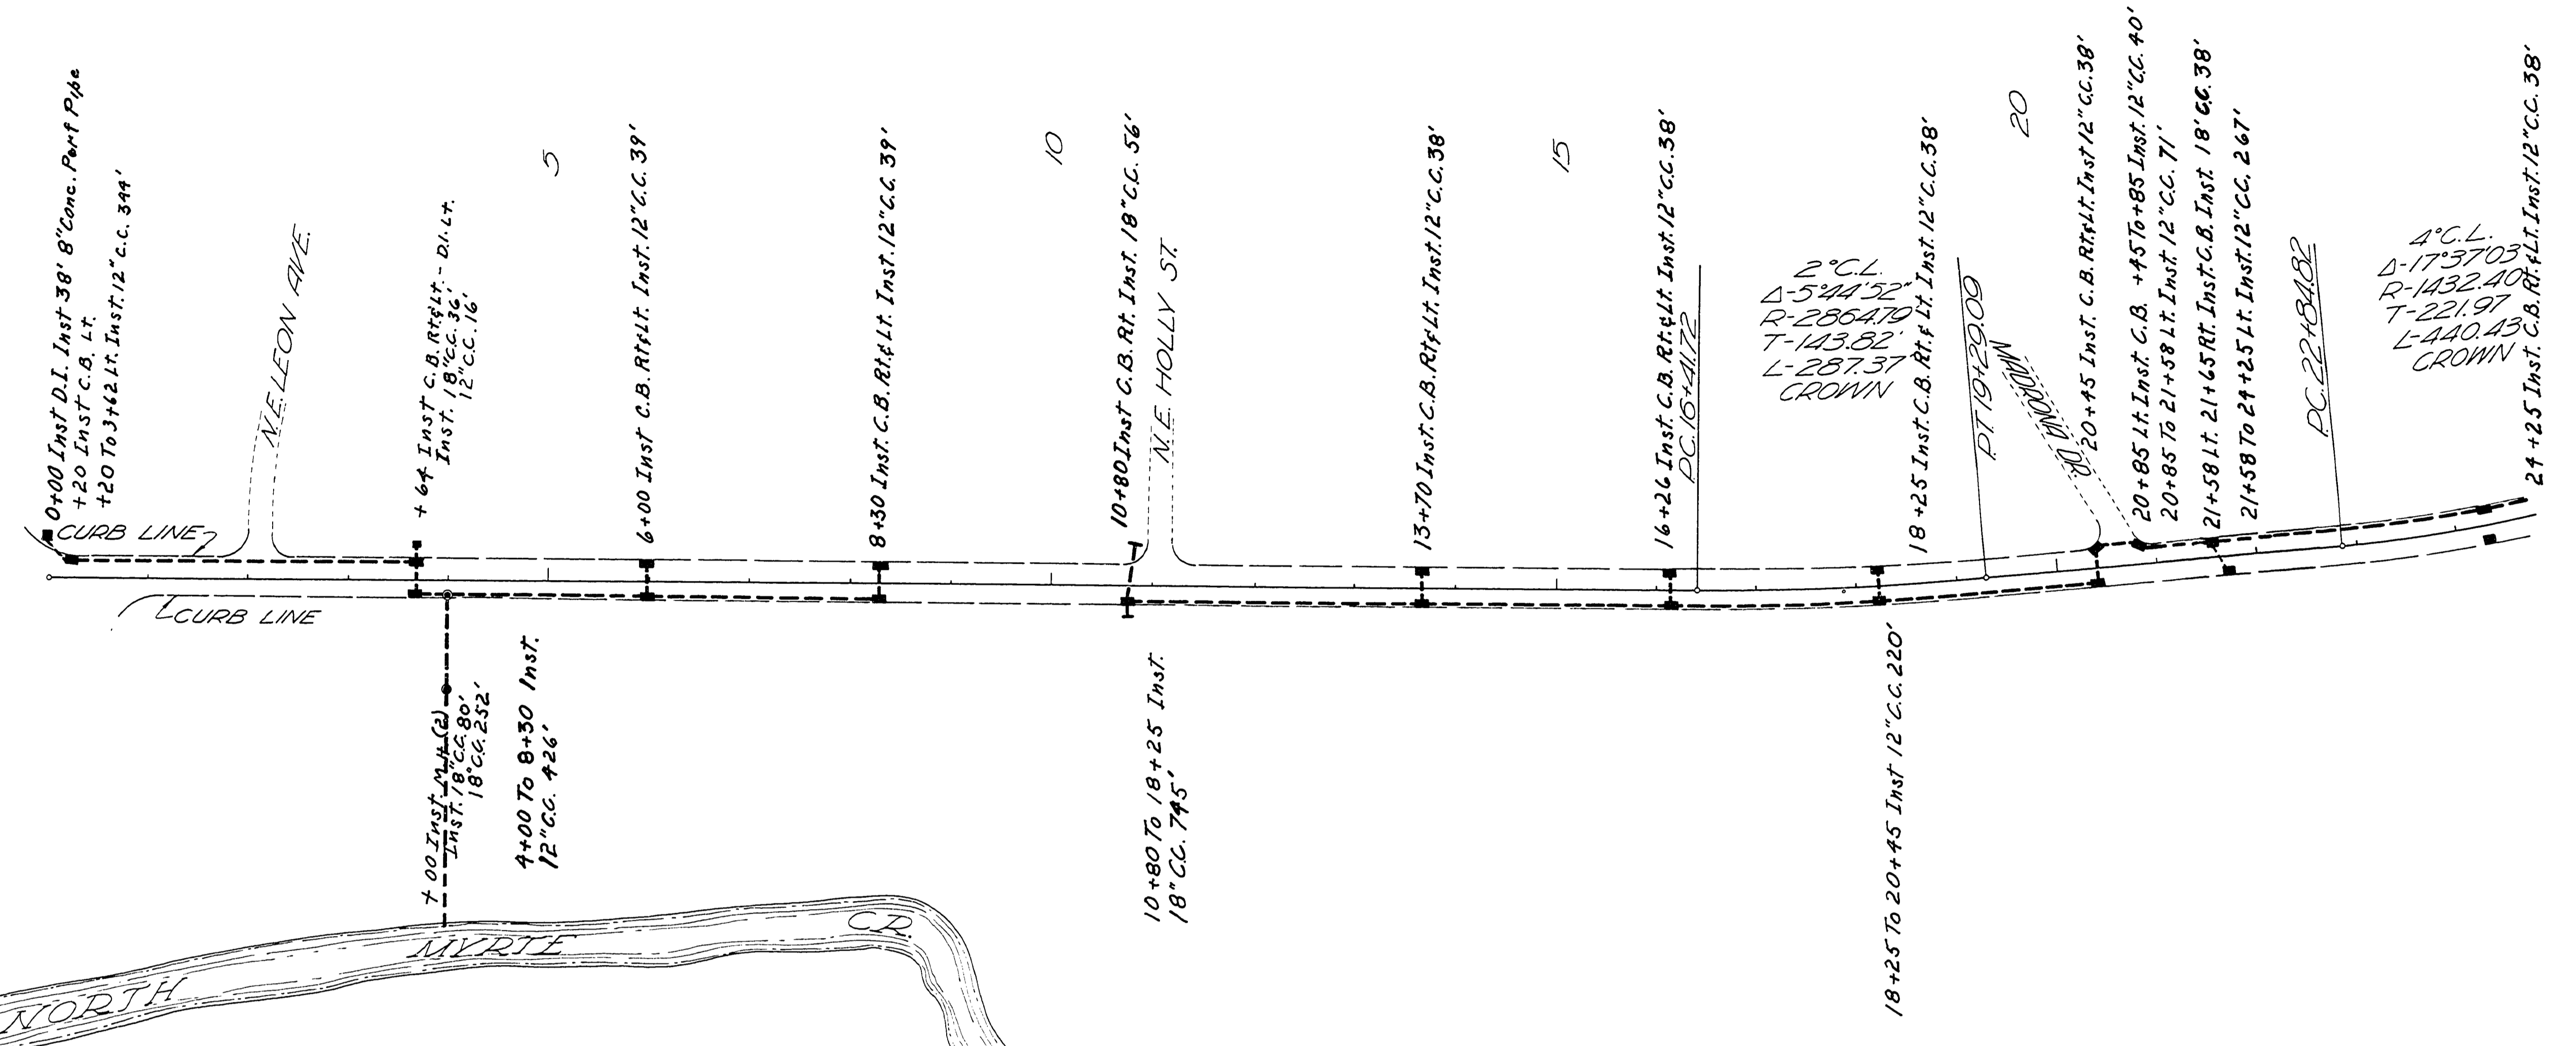 0+00 Inst D.I. Inst 38' 8" Conc. Perf Pipe
+20 Inst C.B. Lt.
+20 To 3+62 Lt. Inst. 12" C.C. 344'
CURB LINE
CURB LINE
N.E. LEON AVE.
+64 Inst C.B. Rt.&Lt. - D.I. Lt.
Inst. 18" C.C. 36'
12" C.C. 16'
+00 Inst. M.H. (2)
Inst. 18" C.C. 80'
18" C.C. 252'
4+00 To 8+30 Inst.
12" C.C. 426'
5
6+00 Inst C.B. Rt&Lt. Inst. 12" C.C. 39'
8+30 Inst. C.B. Rt.&Lt. Inst. 12" C.C. 39'
10
10+80 Inst C.B. Rt. Inst. 18" C.C. 56'
N.E. HOLLY ST.
10+80 To 18+25 Inst.
18" C.C. 745'
13+70 Inst. C.B. Rt&Lt. Inst. 12" C.C. 38'
15
16+26 Inst C.B. Rt.&Lt. Inst. 12" C.C. 38'
P.C. 16+41.72
2° C.L.
Δ-5°44'52"
R-2864.79'
T-143.82'
L-287.37'
CROWN
18+25 Inst. C.B. Rt.& Lt. Inst. 12" C.C. 38'
18+25 To 20+45 Inst 12" C.C. 220'
P.T. 19+29.09
20
MADONNA DR.
20+45 Inst. C.B. Rt.&Lt. Inst 12" C.C. 38'
20+85 Lt. Inst. C.B. +45 To +85 Inst. 12" C.C. 40'
20+85 To 21+58 Lt. Inst. 12" C.C. 71'
21+58 Lt. 21+65 Rt. Inst. C.B. Inst. 18' C.C. 38'
21+58 To 24+25 Lt. Inst. 12" C.C. 267'
P.C. 22+84.82
4° C.L.
Δ-17°37'03"
R-1432.40'
T-221.97
L-440.43'
CROWN
24+25 Inst. C.B. Rt.&Lt. Inst. 12" C.C. 38'
NORTH
MYRTE
CR.